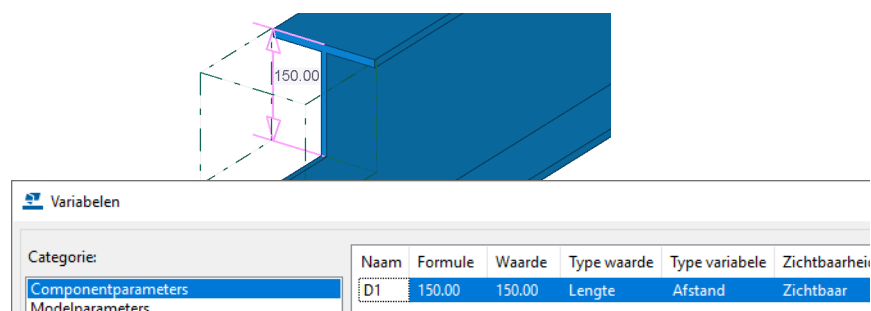 150.00
Variabelen
Categorie:
Naam Formule Waarde Type waarde Type variabele Zichtbaarheid
Componentparameters
D1 150.00 150.00 Lengte Afstand Zichtbaar
Modelparameters